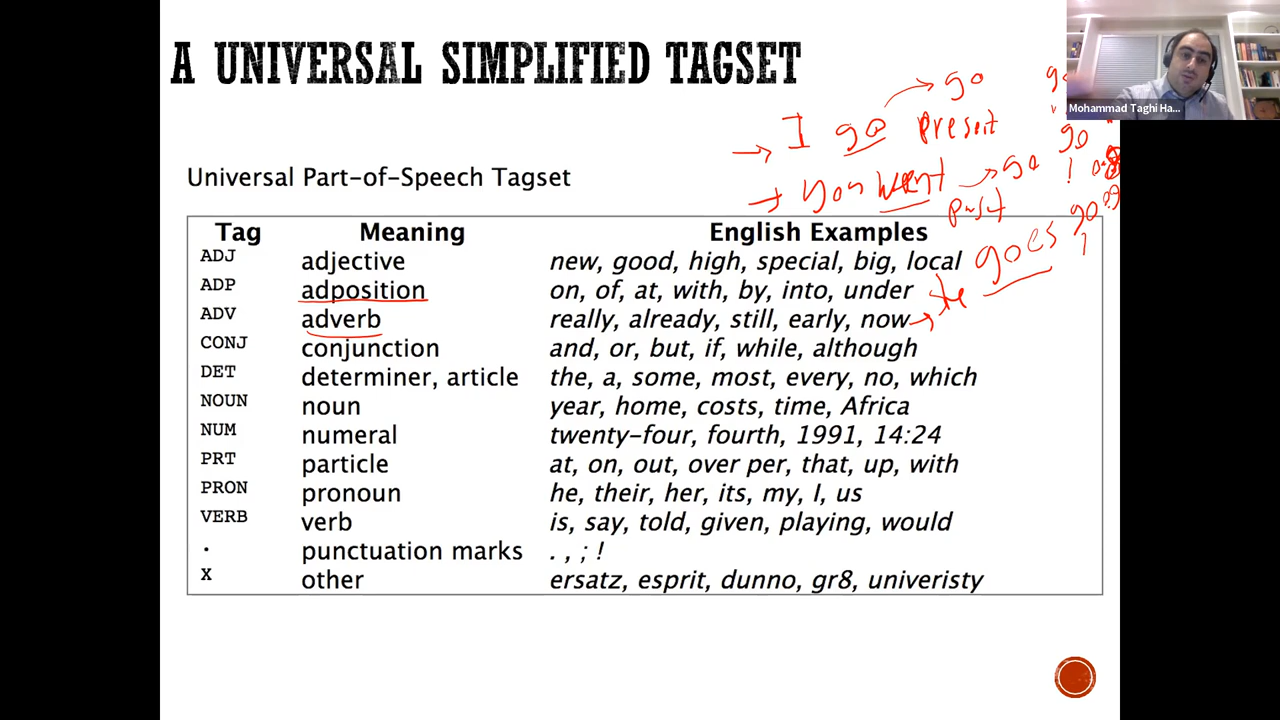 A UNIVERSAL SIMPLIFIED TAGSET
Mohammad Taghi Ha...
→ I go → go
present
go
→ you went → go
past
goes
go
the
Universal Part-of-Speech Tagset
Tag Meaning English Examples
ADJ adjective new, good, high, special, big, local
ADP adposition on, of, at, with, by, into, under
ADV adverb really, already, still, early, now
CONJ conjunction and, or, but, if, while, although
DET determiner, article the, a, some, most, every, no, which
NOUN noun year, home, costs, time, Africa
NUM numeral twenty-four, fourth, 1991, 14:24
PRT particle at, on, out, over per, that, up, with
PRON pronoun he, their, her, its, my, I, us
VERB verb is, say, told, given, playing, would
. punctuation marks . , ; !
X other ersatz, esprit, dunno, gr8, univeristy